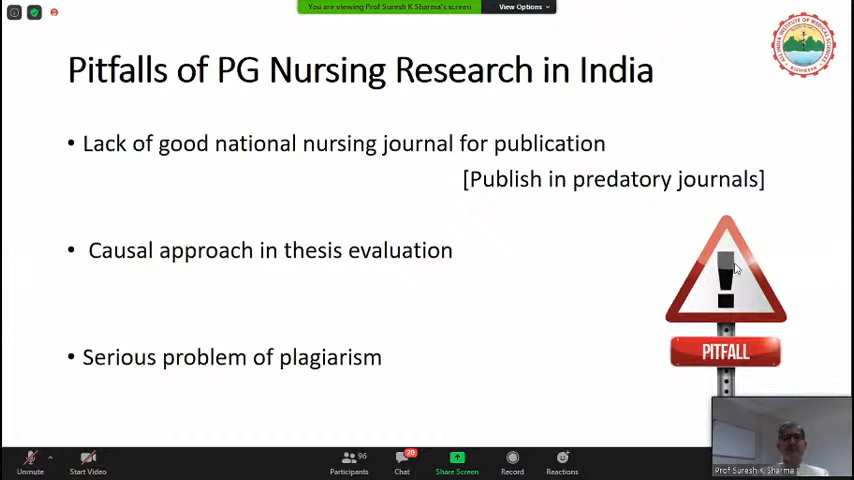 You are viewing Prof Suresh K Sharma's screen
View Options
Pitfalls of PG Nursing Research in India
• Lack of good national nursing journal for publication
[Publish in predatory journals]
• Causal approach in thesis evaluation
• Serious problem of plagiarism
PITFALL
Prof Suresh K Sharma
Unmute
Start Video
96
Participants
20
Chat
Share Screen
Record
Reactions